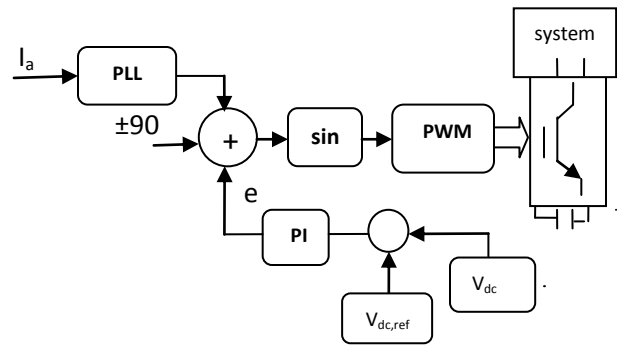 system
Ia
PLL
±90
+
sin
PWM
e
PI
Vdc
Vdc,ref